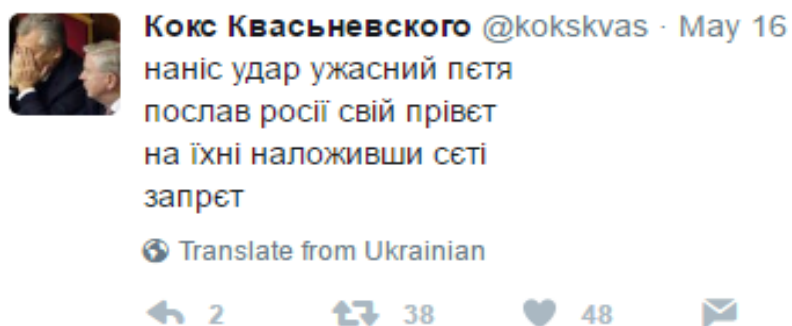 Кокс Квасьневского @kokskvas · May 16
наніс удар ужасний пєтя
послав росії свій прівєт
на їхні наложивши сєті
запрєт
Translate from Ukrainian
2 38 48